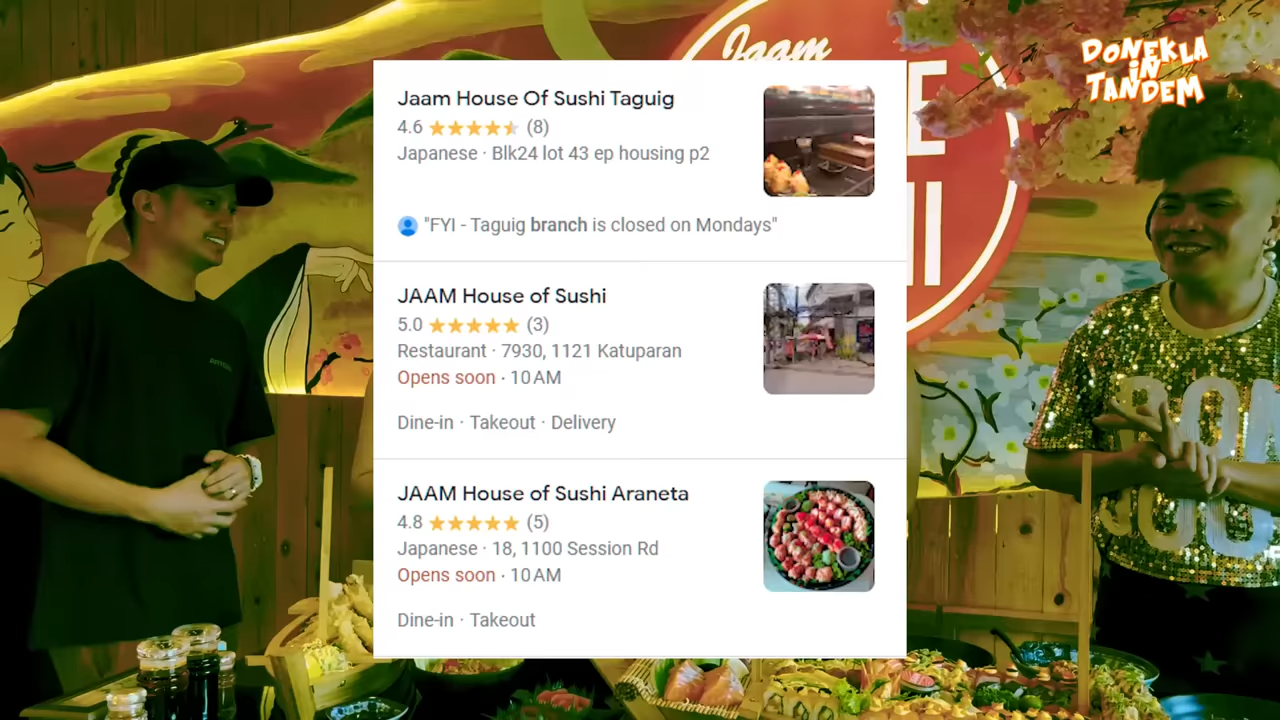 Jaam
DONEKLA
IN
TANDEM
Jaam House Of Sushi Taguig
4.6 (8)
Japanese · Blk24 lot 43 ep housing p2
"FYI - Taguig branch is closed on Mondays"
JAAM House of Sushi
5.0 (3)
Restaurant · 7930, 1121 Katuparan
Opens soon · 10 AM
Dine-in · Takeout · Delivery
JAAM House of Sushi Araneta
4.8 (5)
Japanese · 18, 1100 Session Rd
Opens soon · 10 AM
Dine-in · Takeout